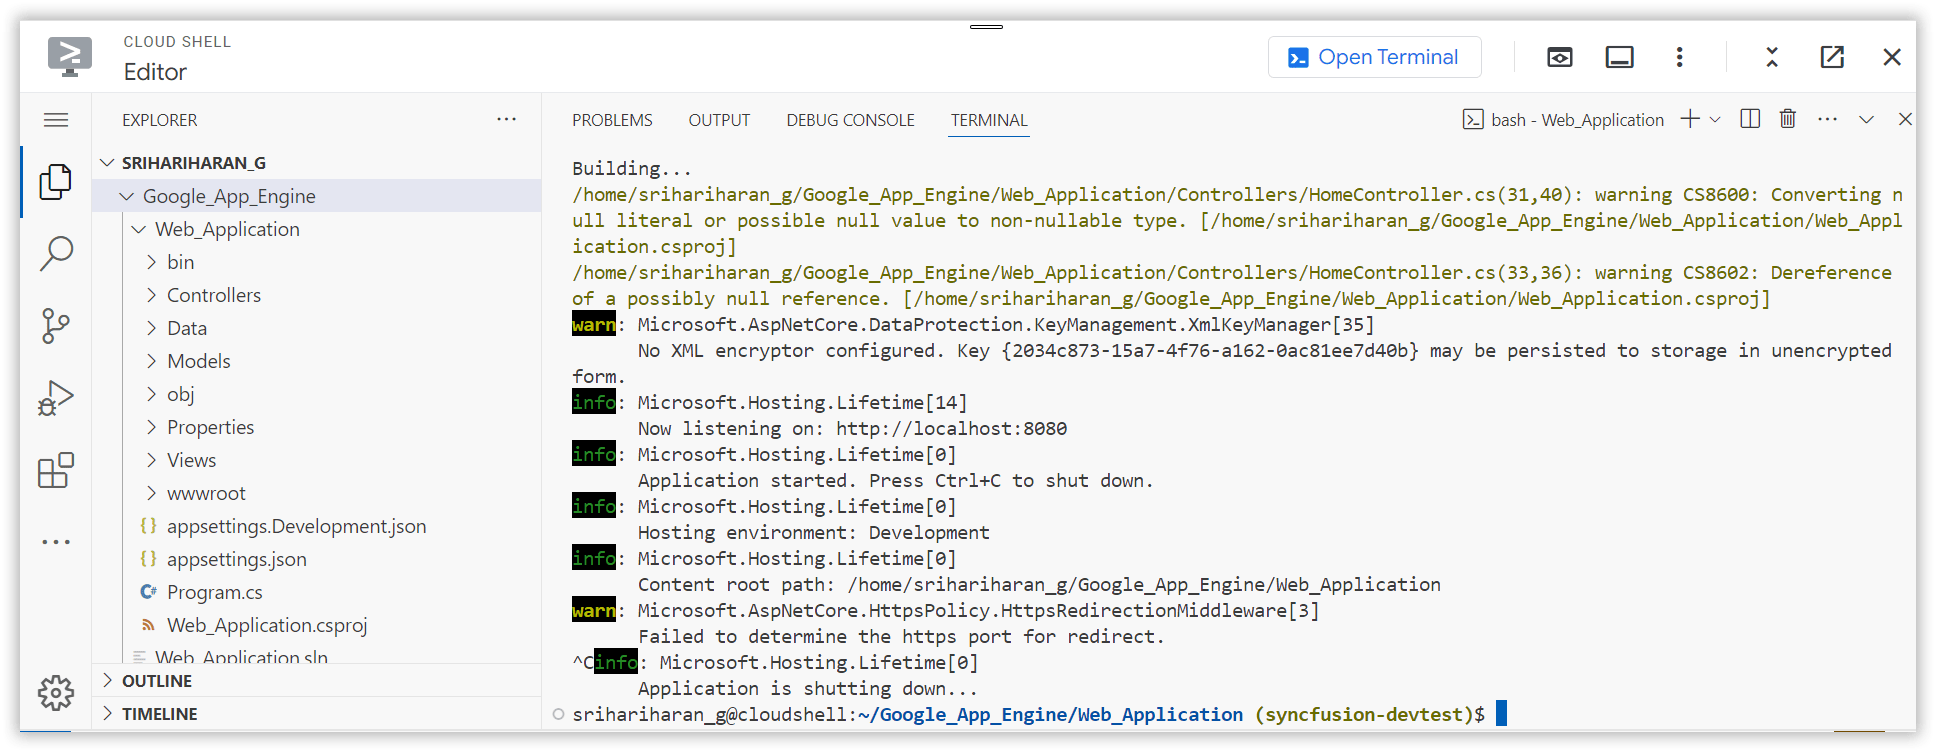 CLOUD SHELL
Editor
Open Terminal
EXPLORER
SRIHARIHARAN_G
Google_App_Engine
Web_Application
bin
Controllers
Data
Models
obj
Properties
Views
wwwroot
{} appsettings.Development.json
{} appsettings.json
C# Program.cs
Web_Application.csproj
Web_Application.sln
OUTLINE
TIMELINE
PROBLEMS OUTPUT DEBUG CONSOLE TERMINAL
bash - Web_Application
Building...
/home/srihariharan_g/Google_App_Engine/Web_Application/Controllers/HomeController.cs(31,40): warning CS8600: Converting n
ull literal or possible null value to non-nullable type. [/home/srihariharan_g/Google_App_Engine/Web_Application/Web_Appl
ication.csproj]
/home/srihariharan_g/Google_App_Engine/Web_Application/Controllers/HomeController.cs(33,36): warning CS8602: Dereference
of a possibly null reference. [/home/srihariharan_g/Google_App_Engine/Web_Application/Web_Application.csproj]
warn: Microsoft.AspNetCore.DataProtection.KeyManagement.XmlKeyManager[35]
No XML encryptor configured. Key {2034c873-15a7-4f76-a162-0ac81ee7d40b} may be persisted to storage in unencrypted
form.
info: Microsoft.Hosting.Lifetime[14]
Now listening on: http://localhost:8080
info: Microsoft.Hosting.Lifetime[0]
Application started. Press Ctrl+C to shut down.
info: Microsoft.Hosting.Lifetime[0]
Hosting environment: Development
info: Microsoft.Hosting.Lifetime[0]
Content root path: /home/srihariharan_g/Google_App_Engine/Web_Application
warn: Microsoft.AspNetCore.HttpsPolicy.HttpsRedirectionMiddleware[3]
Failed to determine the https port for redirect.
^Cinfo: Microsoft.Hosting.Lifetime[0]
Application is shutting down...
srihariharan_g@cloudshell:~/Google_App_Engine/Web_Application (syncfusion-devtest)$